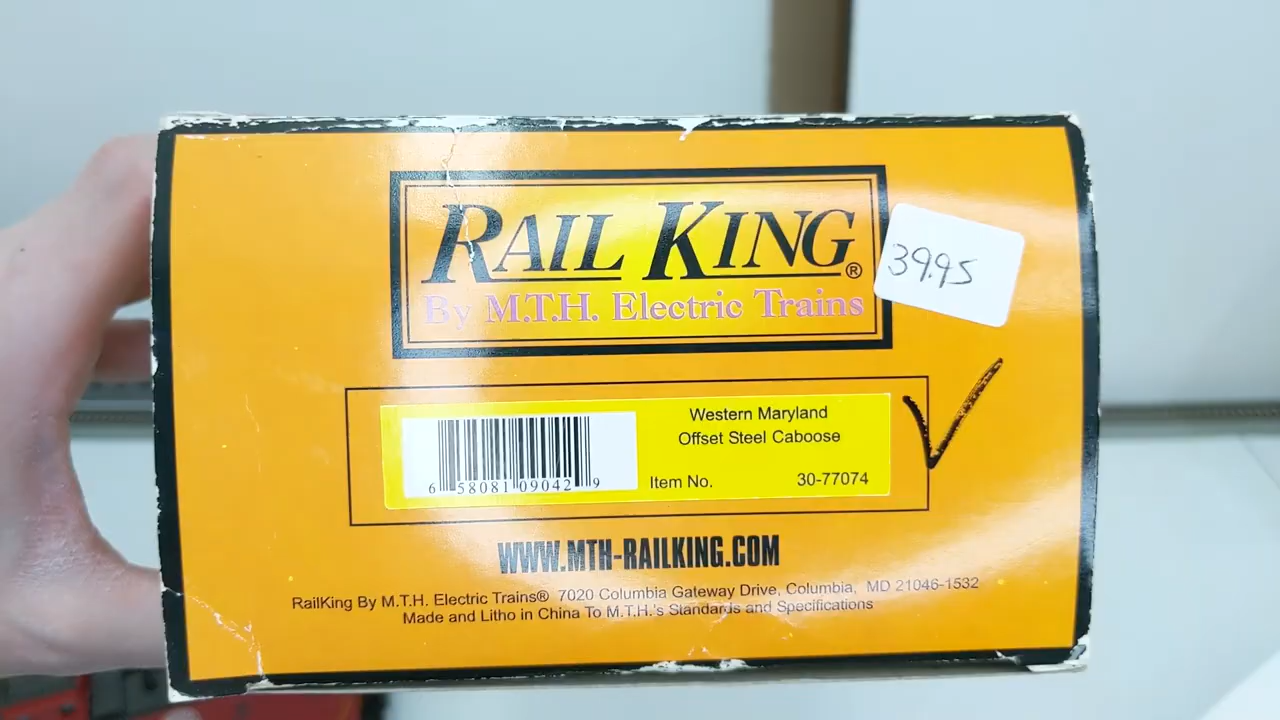 RAIL KING®
By M.T.H. Electric Trains
39.95
Western Maryland
Offset Steel Caboose
Item No. 30-77074
6 58081 09042 9
WWW.MTH-RAILKING.COM
RailKing By M.T.H. Electric Trains® 7020 Columbia Gateway Drive, Columbia, MD 21046-1532
Made and Litho in China To M.T.H.'s Standards and Specifications